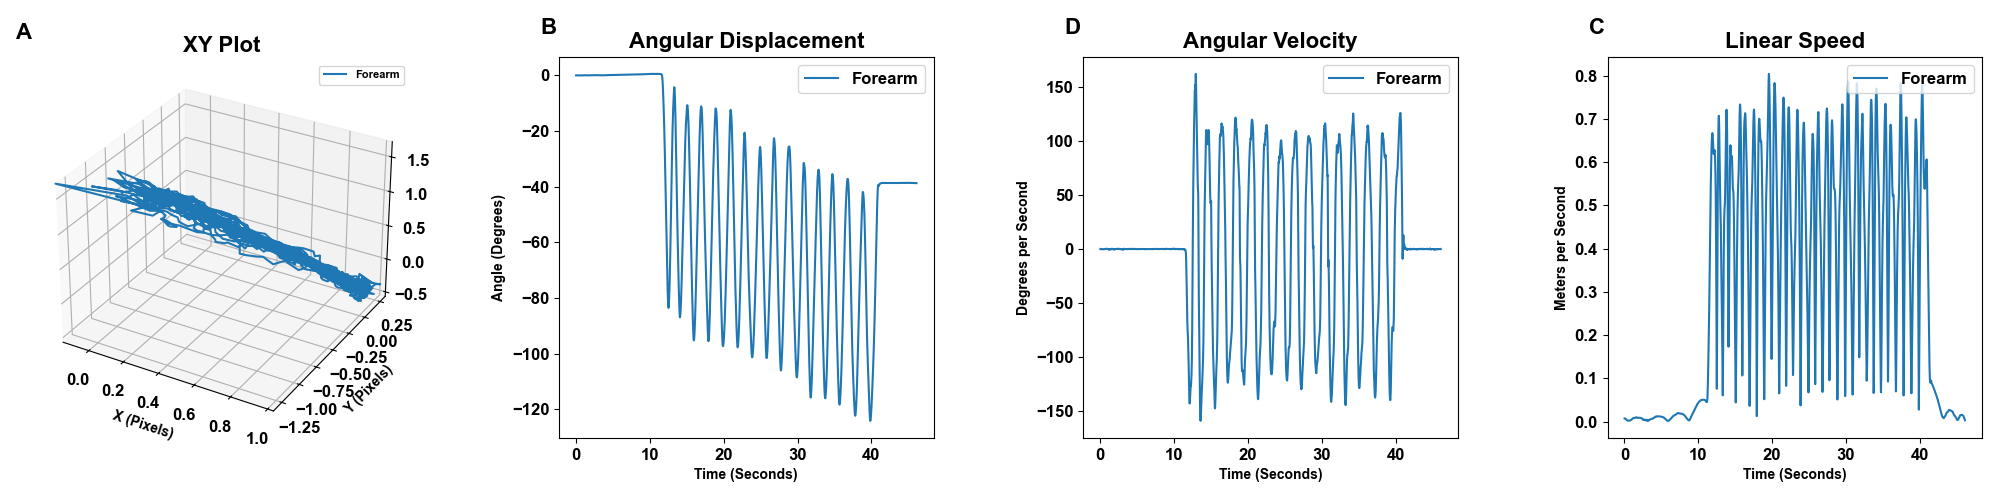 A
XY Plot
Forearm
1.5
1.0
0.5
0.0
−0.5
0.25
0.00
−0.25
−0.50
−0.75
−1.00
−1.25
Y (Pixels)
0.0
0.2
0.4
0.6
0.8
1.0
X (Pixels)
B
Angular Displacement
Forearm
Angle (Degrees)
0
−20
−40
−60
−80
−100
−120
0 10 20 30 40
Time (Seconds)
D
Angular Velocity
Forearm
Degrees per Second
150
100
50
0
−50
−100
−150
0 10 20 30 40
Time (Seconds)
C
Linear Speed
Forearm
Meters per Second
0.8
0.7
0.6
0.5
0.4
0.3
0.2
0.1
0.0
0 10 20 30 40
Time (Seconds)